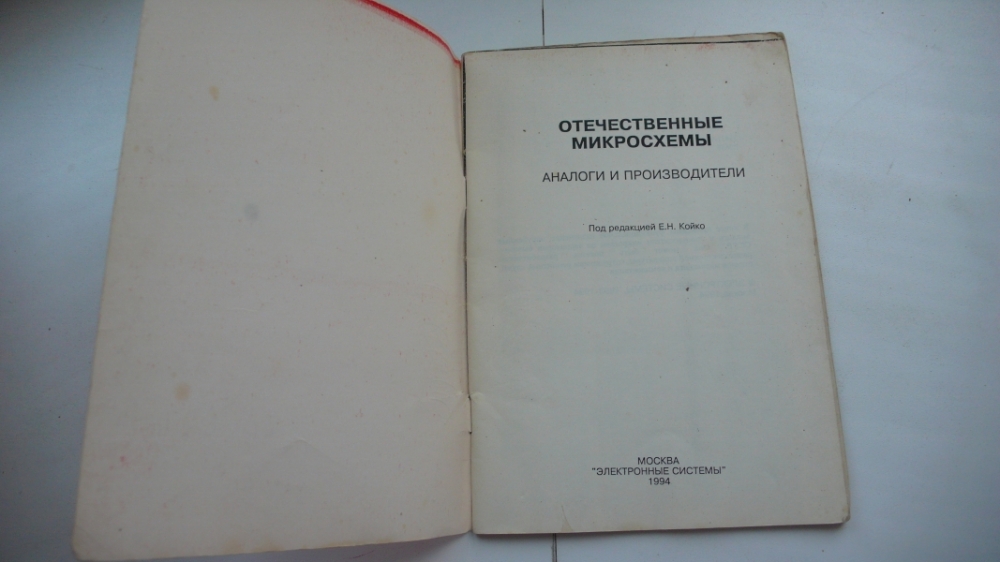 ОТЕЧЕСТВЕННЫЕ
МИКРОСХЕМЫ
АНАЛОГИ И ПРОИЗВОДИТЕЛИ
Под редакцией Е.Н. Койко
МОСКВА
"ЭЛЕКТРОННЫЕ СИСТЕМЫ"
1994